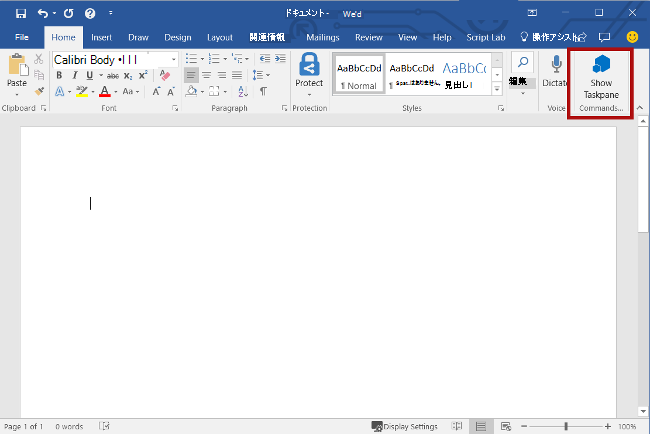 ドキュメント - We'd
File Home Insert Draw Design Layout 関連情報 Mailings Review View Help Script Lab 操作アシスト
Calibri Body
Paste
B I U abc x₂ x² A
A A Aa A A
AaBbCcDd AaBbCcDd AaBbCc
¶ Normal ¶ 見出し I
Protect
編集
Dictate
Show
Taskpane
Clipboard Font Paragraph Protection Styles Voice Commands...
Page 1 of 1 0 words Display Settings 100%